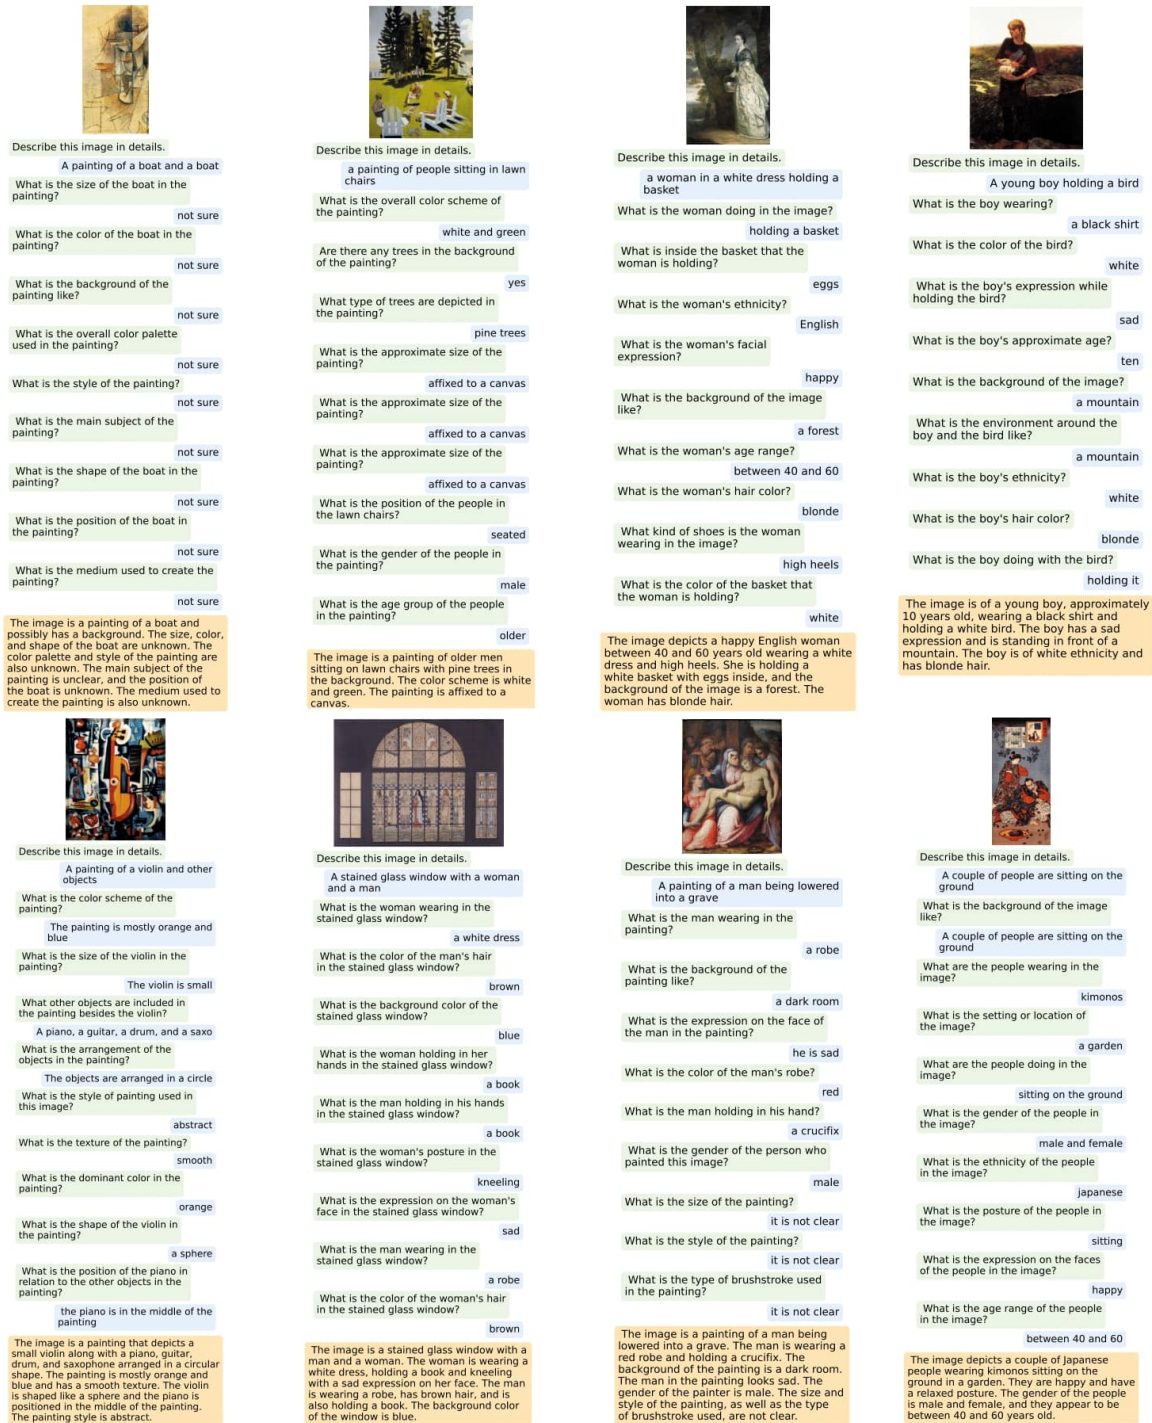 Describe this image in details.
A painting of a boat and a boat
What is the size of the boat in the
painting?
not sure
What is the color of the boat in the
painting?
not sure
What is the background of the
painting like?
not sure
What is the overall color palette
used in the painting?
not sure
What is the style of the painting?
not sure
What is the main subject of the
painting?
not sure
What is the shape of the boat in the
painting?
not sure
What is the position of the boat in
the painting?
not sure
What is the medium used to create the
painting?
not sure
The image is a painting of a boat and
possibly has a background. The size, color,
and shape of the boat are unknown. The
color palette and style of the painting are
also unknown. The main subject of the
painting is unclear, and the position of
the boat is unknown. The medium used to
create the painting is also unknown.
Describe this image in details.
a painting of people sitting in lawn
chairs
What is the overall color scheme of
the painting?
white and green
Are there any trees in the background
of the painting?
yes
What type of trees are depicted in
the painting?
pine trees
What is the approximate size of the
painting?
affixed to a canvas
What is the approximate size of the
painting?
affixed to a canvas
What is the approximate size of the
painting?
affixed to a canvas
What is the position of the people in
the lawn chairs?
seated
What is the gender of the people in
the painting?
male
What is the age group of the people
in the painting?
older
The image is a painting of older men
sitting on lawn chairs with pine trees in
the background. The color scheme is white
and green. The painting is affixed to a
canvas.
Describe this image in details.
a woman in a white dress holding a
basket
What is the woman doing in the image?
holding a basket
What is inside the basket that the
woman is holding?
eggs
What is the woman's ethnicity?
English
What is the woman's facial
expression?
happy
What is the background of the image
like?
a forest
What is the woman's age range?
between 40 and 60
What is the woman's hair color?
blonde
What kind of shoes is the woman
wearing in the image?
high heels
What is the color of the basket that
the woman is holding?
white
The image depicts a happy English woman
between 40 and 60 years old wearing a white
dress and high heels. She is holding a
white basket with eggs inside, and the
background of the image is a forest. The
woman has blonde hair.
Describe this image in details.
A young boy holding a bird
What is the boy wearing?
a black shirt
What is the color of the bird?
white
What is the boy's expression while
holding the bird?
sad
What is the boy's approximate age?
ten
What is the background of the image?
a mountain
What is the environment around the
boy and the bird like?
a mountain
What is the boy's ethnicity?
white
What is the boy's hair color?
blonde
What is the boy doing with the bird?
holding it
The image is of a young boy, approximately
10 years old, wearing a black shirt and
holding a white bird. The boy has a sad
expression and is standing in front of a
mountain. The boy is of white ethnicity and
has blonde hair.
Describe this image in details.
A painting of a violin and other
objects
What is the color scheme of the
painting?
The painting is mostly orange and
blue
What is the size of the violin in the
painting?
The violin is small
What other objects are included in
the painting besides the violin?
A piano, a guitar, a drum, and a saxo
What is the arrangement of the
objects in the painting?
The objects are arranged in a circle
What is the style of painting used in
this image?
abstract
What is the texture of the painting?
smooth
What is the dominant color in the
painting?
orange
What is the shape of the violin in
the painting?
a sphere
What is the position of the piano in
relation to the other objects in the
painting?
the piano is in the middle of the
painting
The image is a painting that depicts a
small violin along with a piano, guitar,
drum, and saxophone arranged in a circular
shape. The painting is mostly orange and
blue and has a smooth texture. The violin
is shaped like a sphere and the piano is
positioned in the middle of the painting.
The painting style is abstract.
Describe this image in details.
A stained glass window with a woman
and a man
What is the woman wearing in the
stained glass window?
a white dress
What is the color of the man's hair
in the stained glass window?
brown
What is the background color of the
stained glass window?
blue
What is the woman holding in her
hands in the stained glass window?
a book
What is the man holding in his hands
in the stained glass window?
a book
What is the woman's posture in the
stained glass window?
kneeling
What is the expression on the woman's
face in the stained glass window?
sad
What is the man wearing in the
stained glass window?
a robe
What is the color of the woman's hair
in the stained glass window?
brown
The image is a stained glass window with a
man and a woman. The woman is wearing a
white dress, holding a book and kneeling
with a sad expression on her face. The man
is wearing a robe, has brown hair, and is
also holding a book. The background color
of the window is blue.
Describe this image in details.
A painting of a man being lowered
into a grave
What is the man wearing in the
painting?
a robe
What is the background of the
painting like?
a dark room
What is the expression on the face of
the man in the painting?
he is sad
What is the color of the man's robe?
red
What is the man holding in his hand?
a crucifix
What is the gender of the person who
painted this image?
male
What is the size of the painting?
it is not clear
What is the style of the painting?
it is not clear
What is the type of brushstroke used
in the painting?
it is not clear
The image is a painting of a man being
lowered into a grave. The man is wearing a
red robe and holding a crucifix. The
background of the painting is a dark room.
The man in the painting looks sad. The
gender of the painter is male. The size and
style of the painting, as well as the type
of brushstroke used, are not clear.
Describe this image in details.
A couple of people are sitting on the
ground
What is the background of the image
like?
A couple of people are sitting on the
ground
What are the people wearing in the
image?
kimonos
What is the setting or location of
the image?
a garden
What are the people doing in the
image?
sitting on the ground
What is the gender of the people in
the image?
male and female
What is the ethnicity of the people
in the image?
japanese
What is the posture of the people in
the image?
sitting
What is the expression on the faces
of the people in the image?
happy
What is the age range of the people
in the image?
between 40 and 60
The image depicts a couple of Japanese
people wearing kimonos sitting on the
ground in a garden. They are happy and have
a relaxed posture. The gender of the people
is male and female, and they appear to be
between 40 and 60 years old.